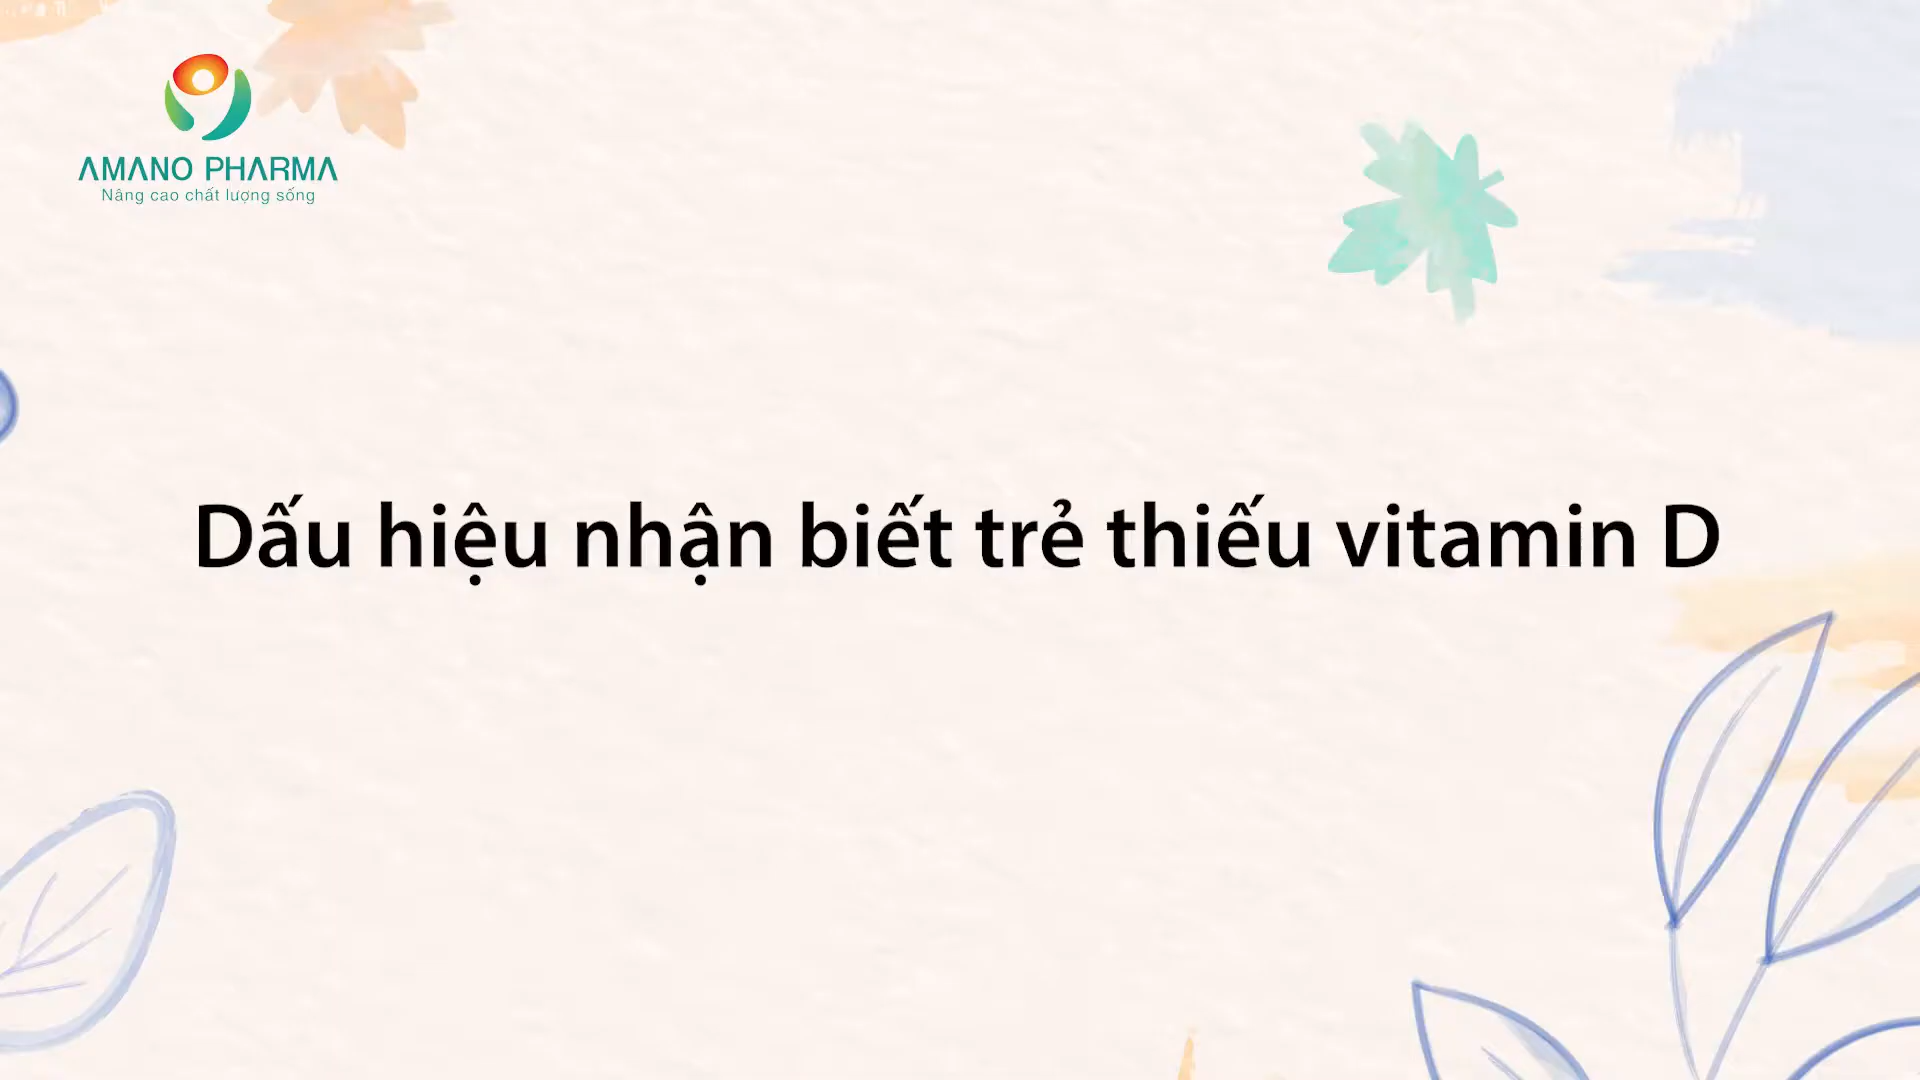 AMANO PHARMA
Nâng cao chất lượng sống
Dấu hiệu nhận biết trẻ thiếu vitamin D